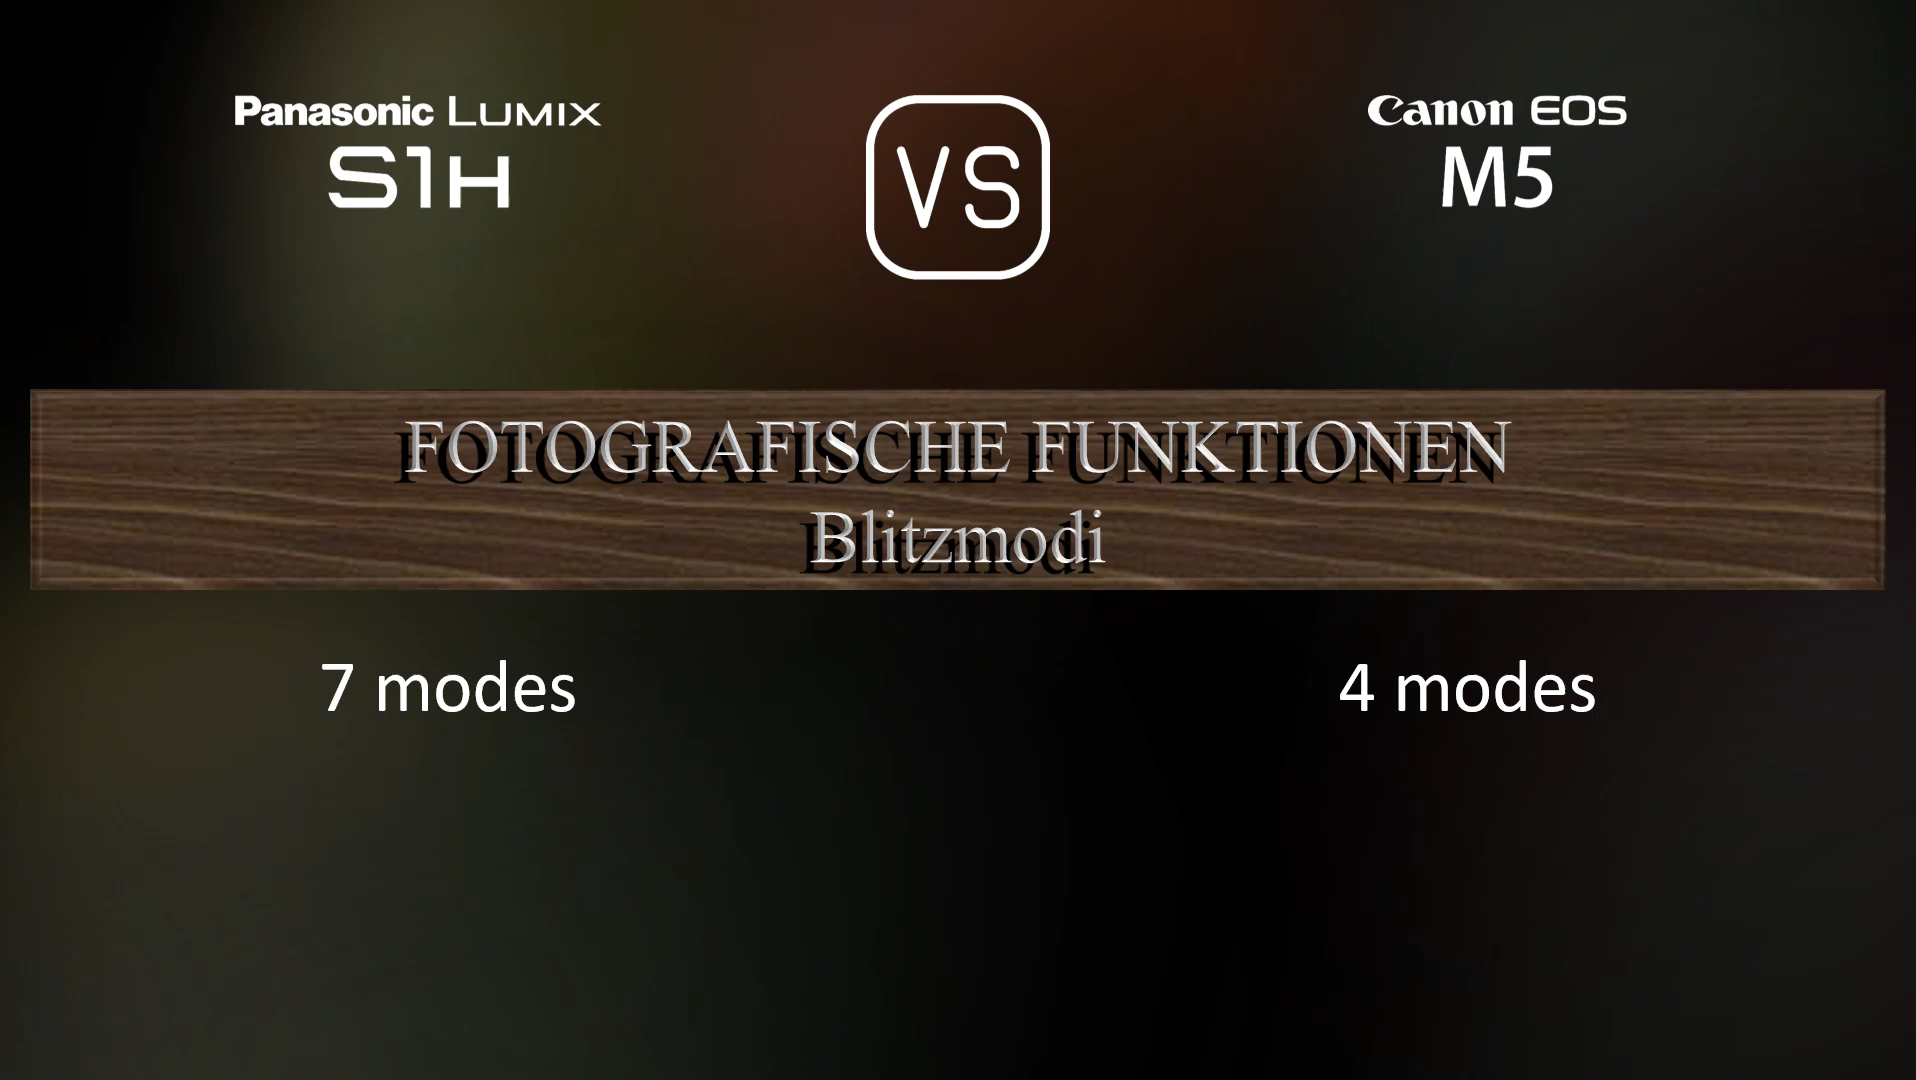 Panasonic LUMIX
S1H
VS
Canon EOS
M5
FOTOGRAFISCHE FUNKTIONEN
Blitzmodi
7 modes
4 modes